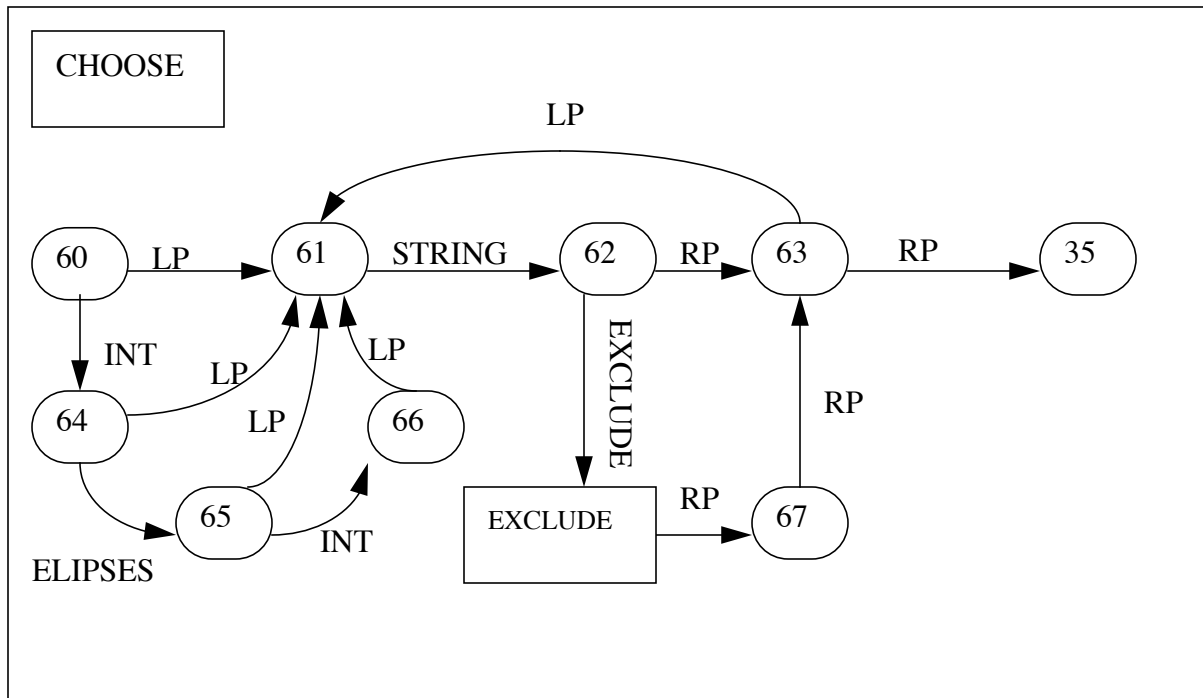 CHOOSE
LP
60
LP
61
STRING
62
RP
63
RP
35
INT
LP
LP
EXCLUDE
64
LP
66
RP
65
INT
EXCLUDE
RP
67
ELIPSES